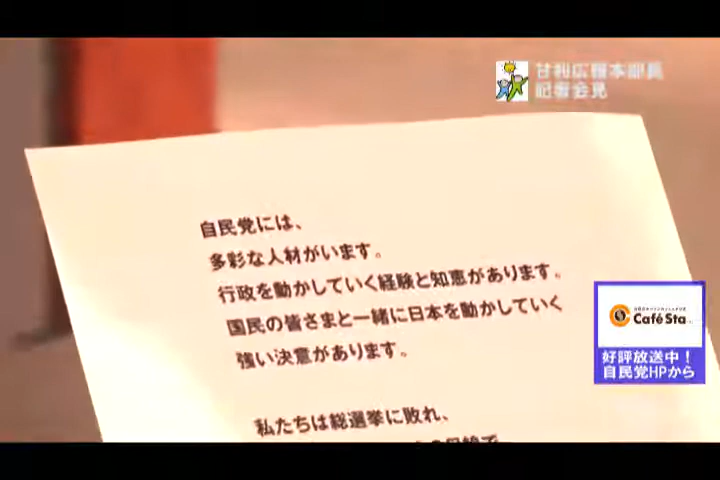 甘利広報本部長
記者会見
自民党には、
多彩な人材がいます。
行政を動かしていく経験と知恵があります。
国民の皆さまと一緒に日本を動かしていく
強い決意があります。
私たちは総選挙に敗れ、
Café Sta
好評放送中！
自民党HPから